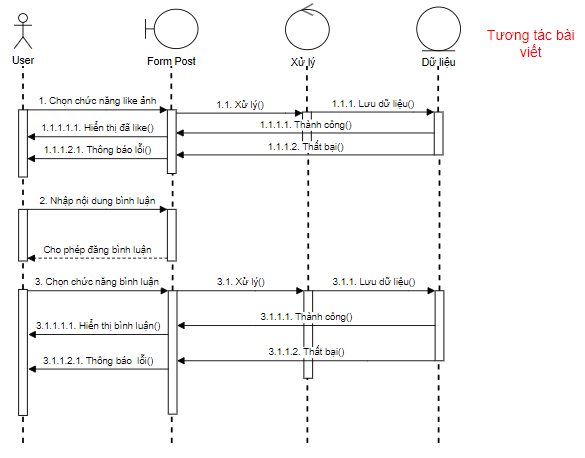 Tương tác bài
viết
User
Form Post
Xử lý
Dữ liệu
1. Chọn chức năng like ảnh
1.1. Xử lý()
1.1.1. Lưu dữ liệu()
1.1.1.1.1. Hiển thị đã like()
1.1.1.1. Thành công()
1.1.1.2.1. Thông báo lỗi()
1.1.1.2. Thất bại()
2. Nhập nội dung bình luận
Cho phép đăng bình luận
3. Chọn chức năng bình luận
3.1. Xử lý()
3.1.1. Lưu dữ liệu()
3.1.1.1. Thành công()
3.1.1.1.1. Hiển thị bình luận()
3.1.1.2. Thất bại()
3.1.1.2.1. Thông báo  lỗi()